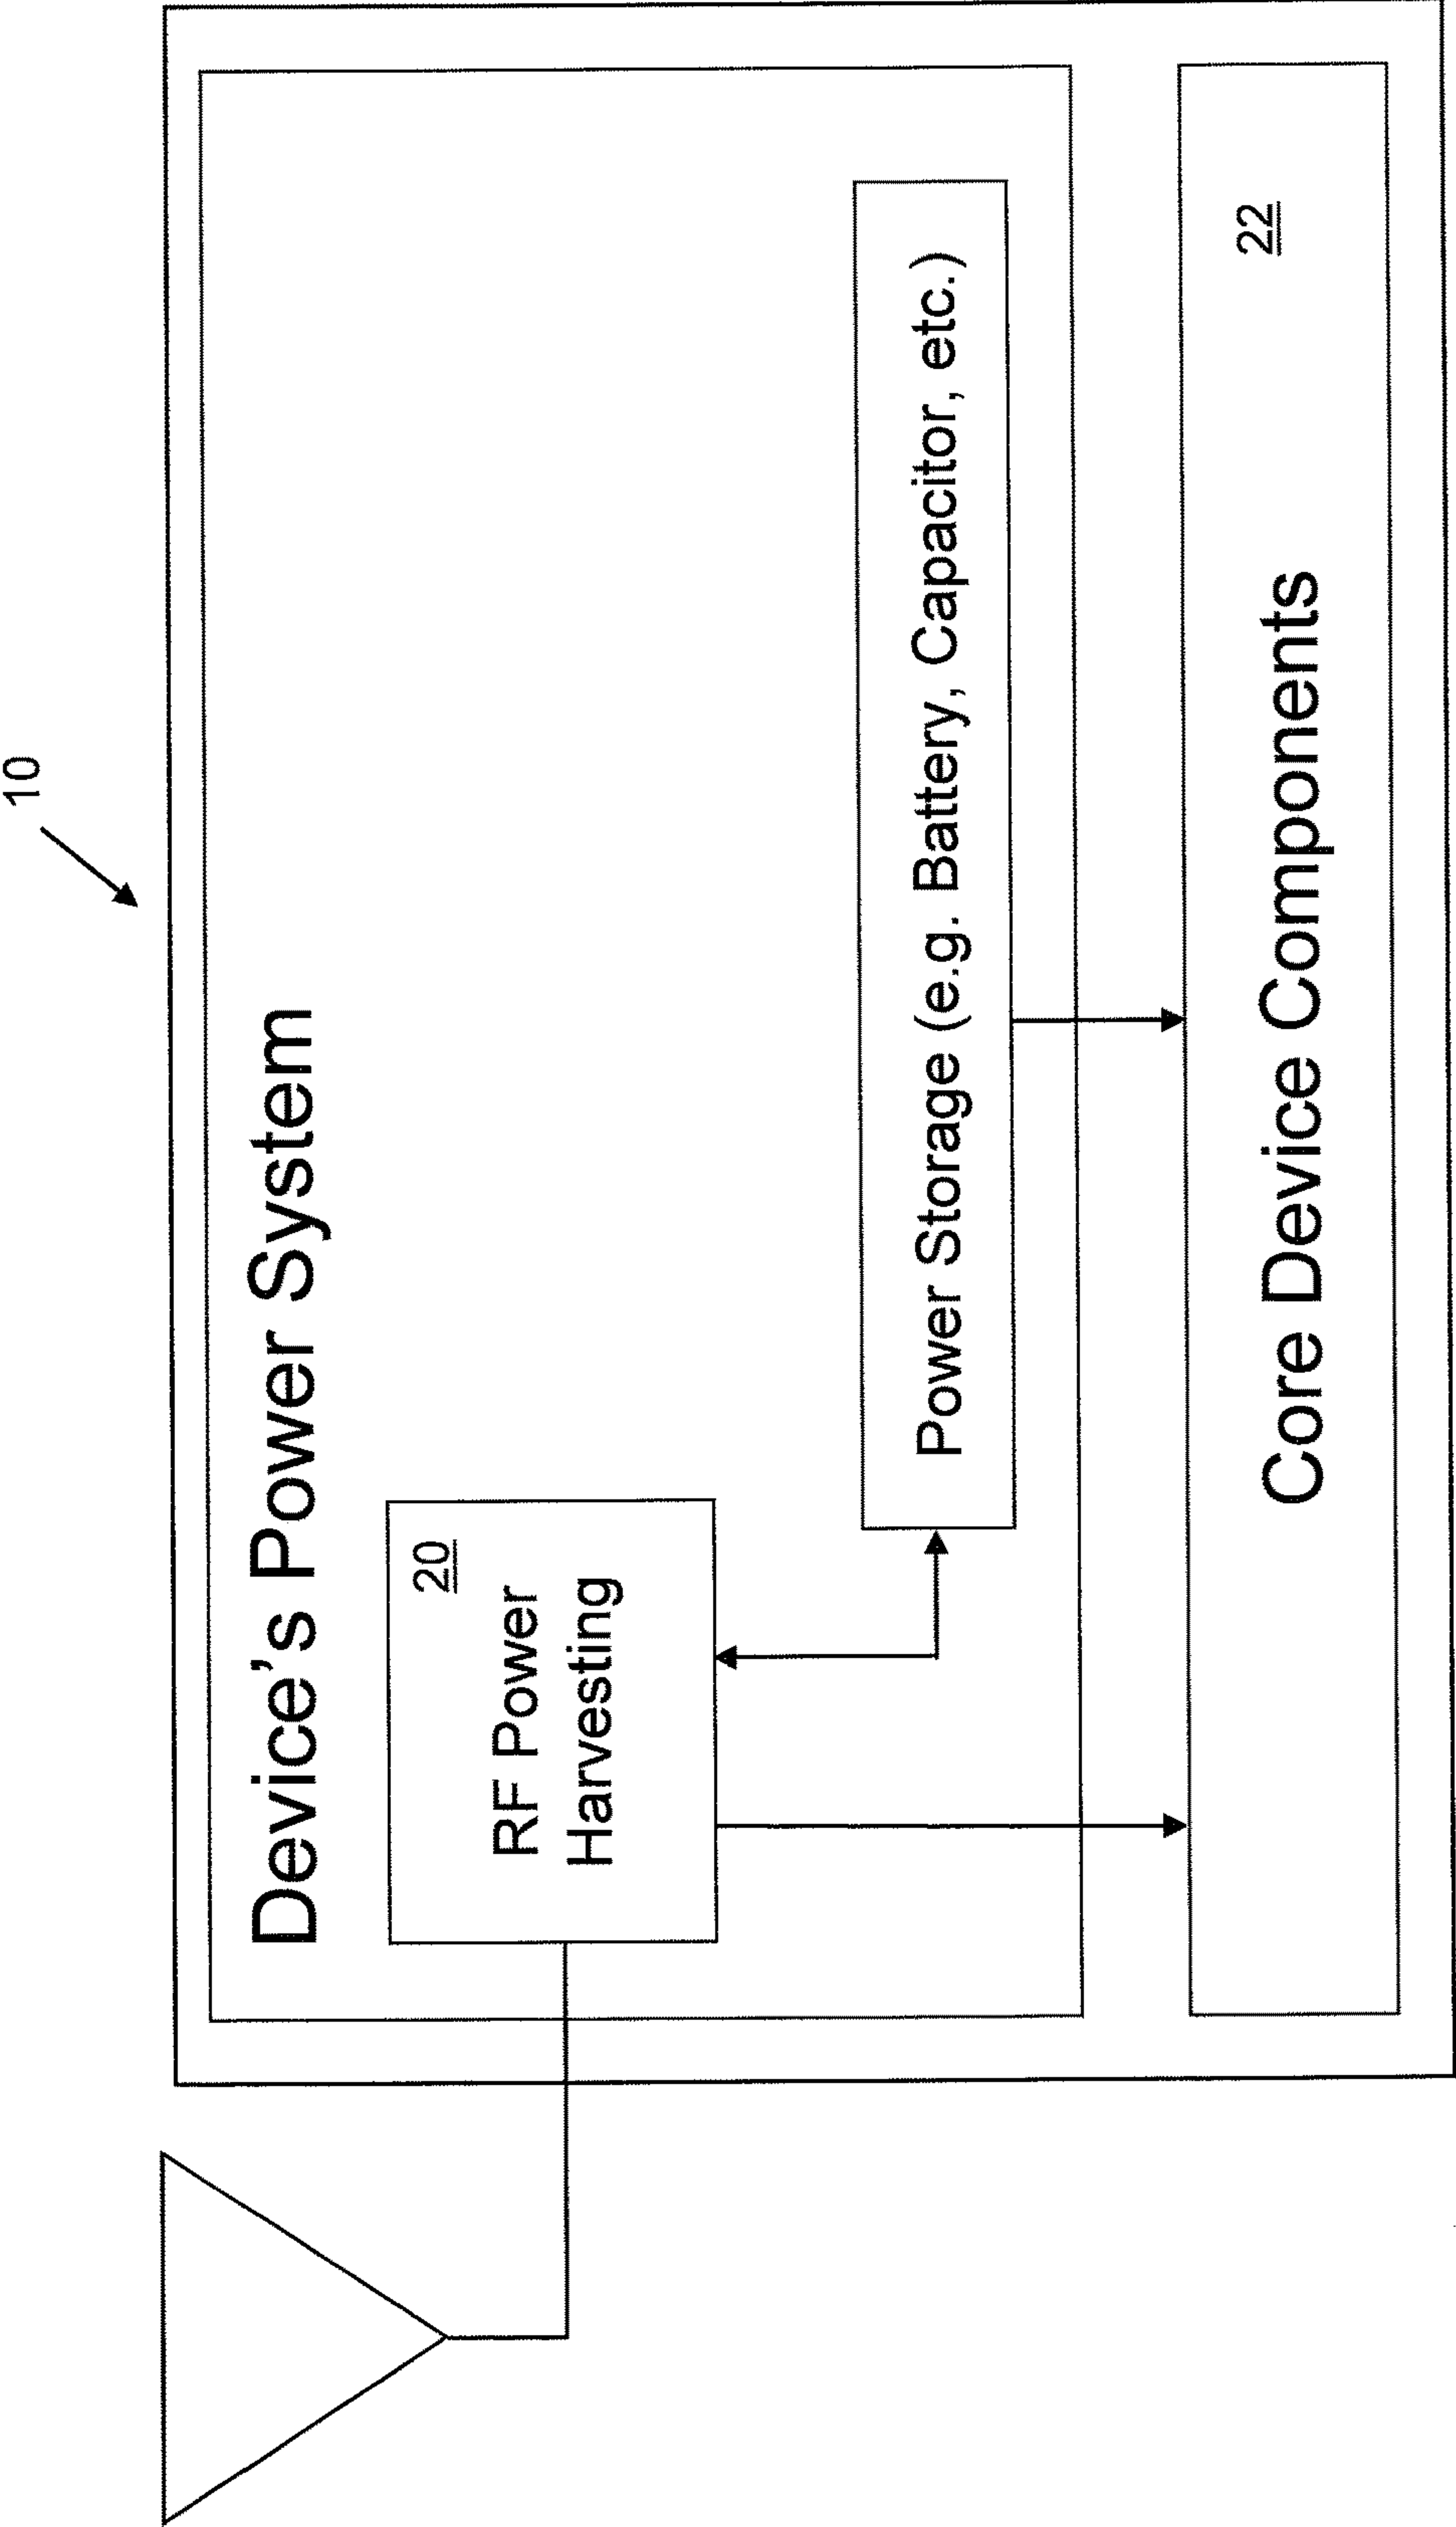 10
Device's Power System
20
RF Power
Harvesting
Power Storage (e.g. Battery, Capacitor, etc.)
22
Core Device Components